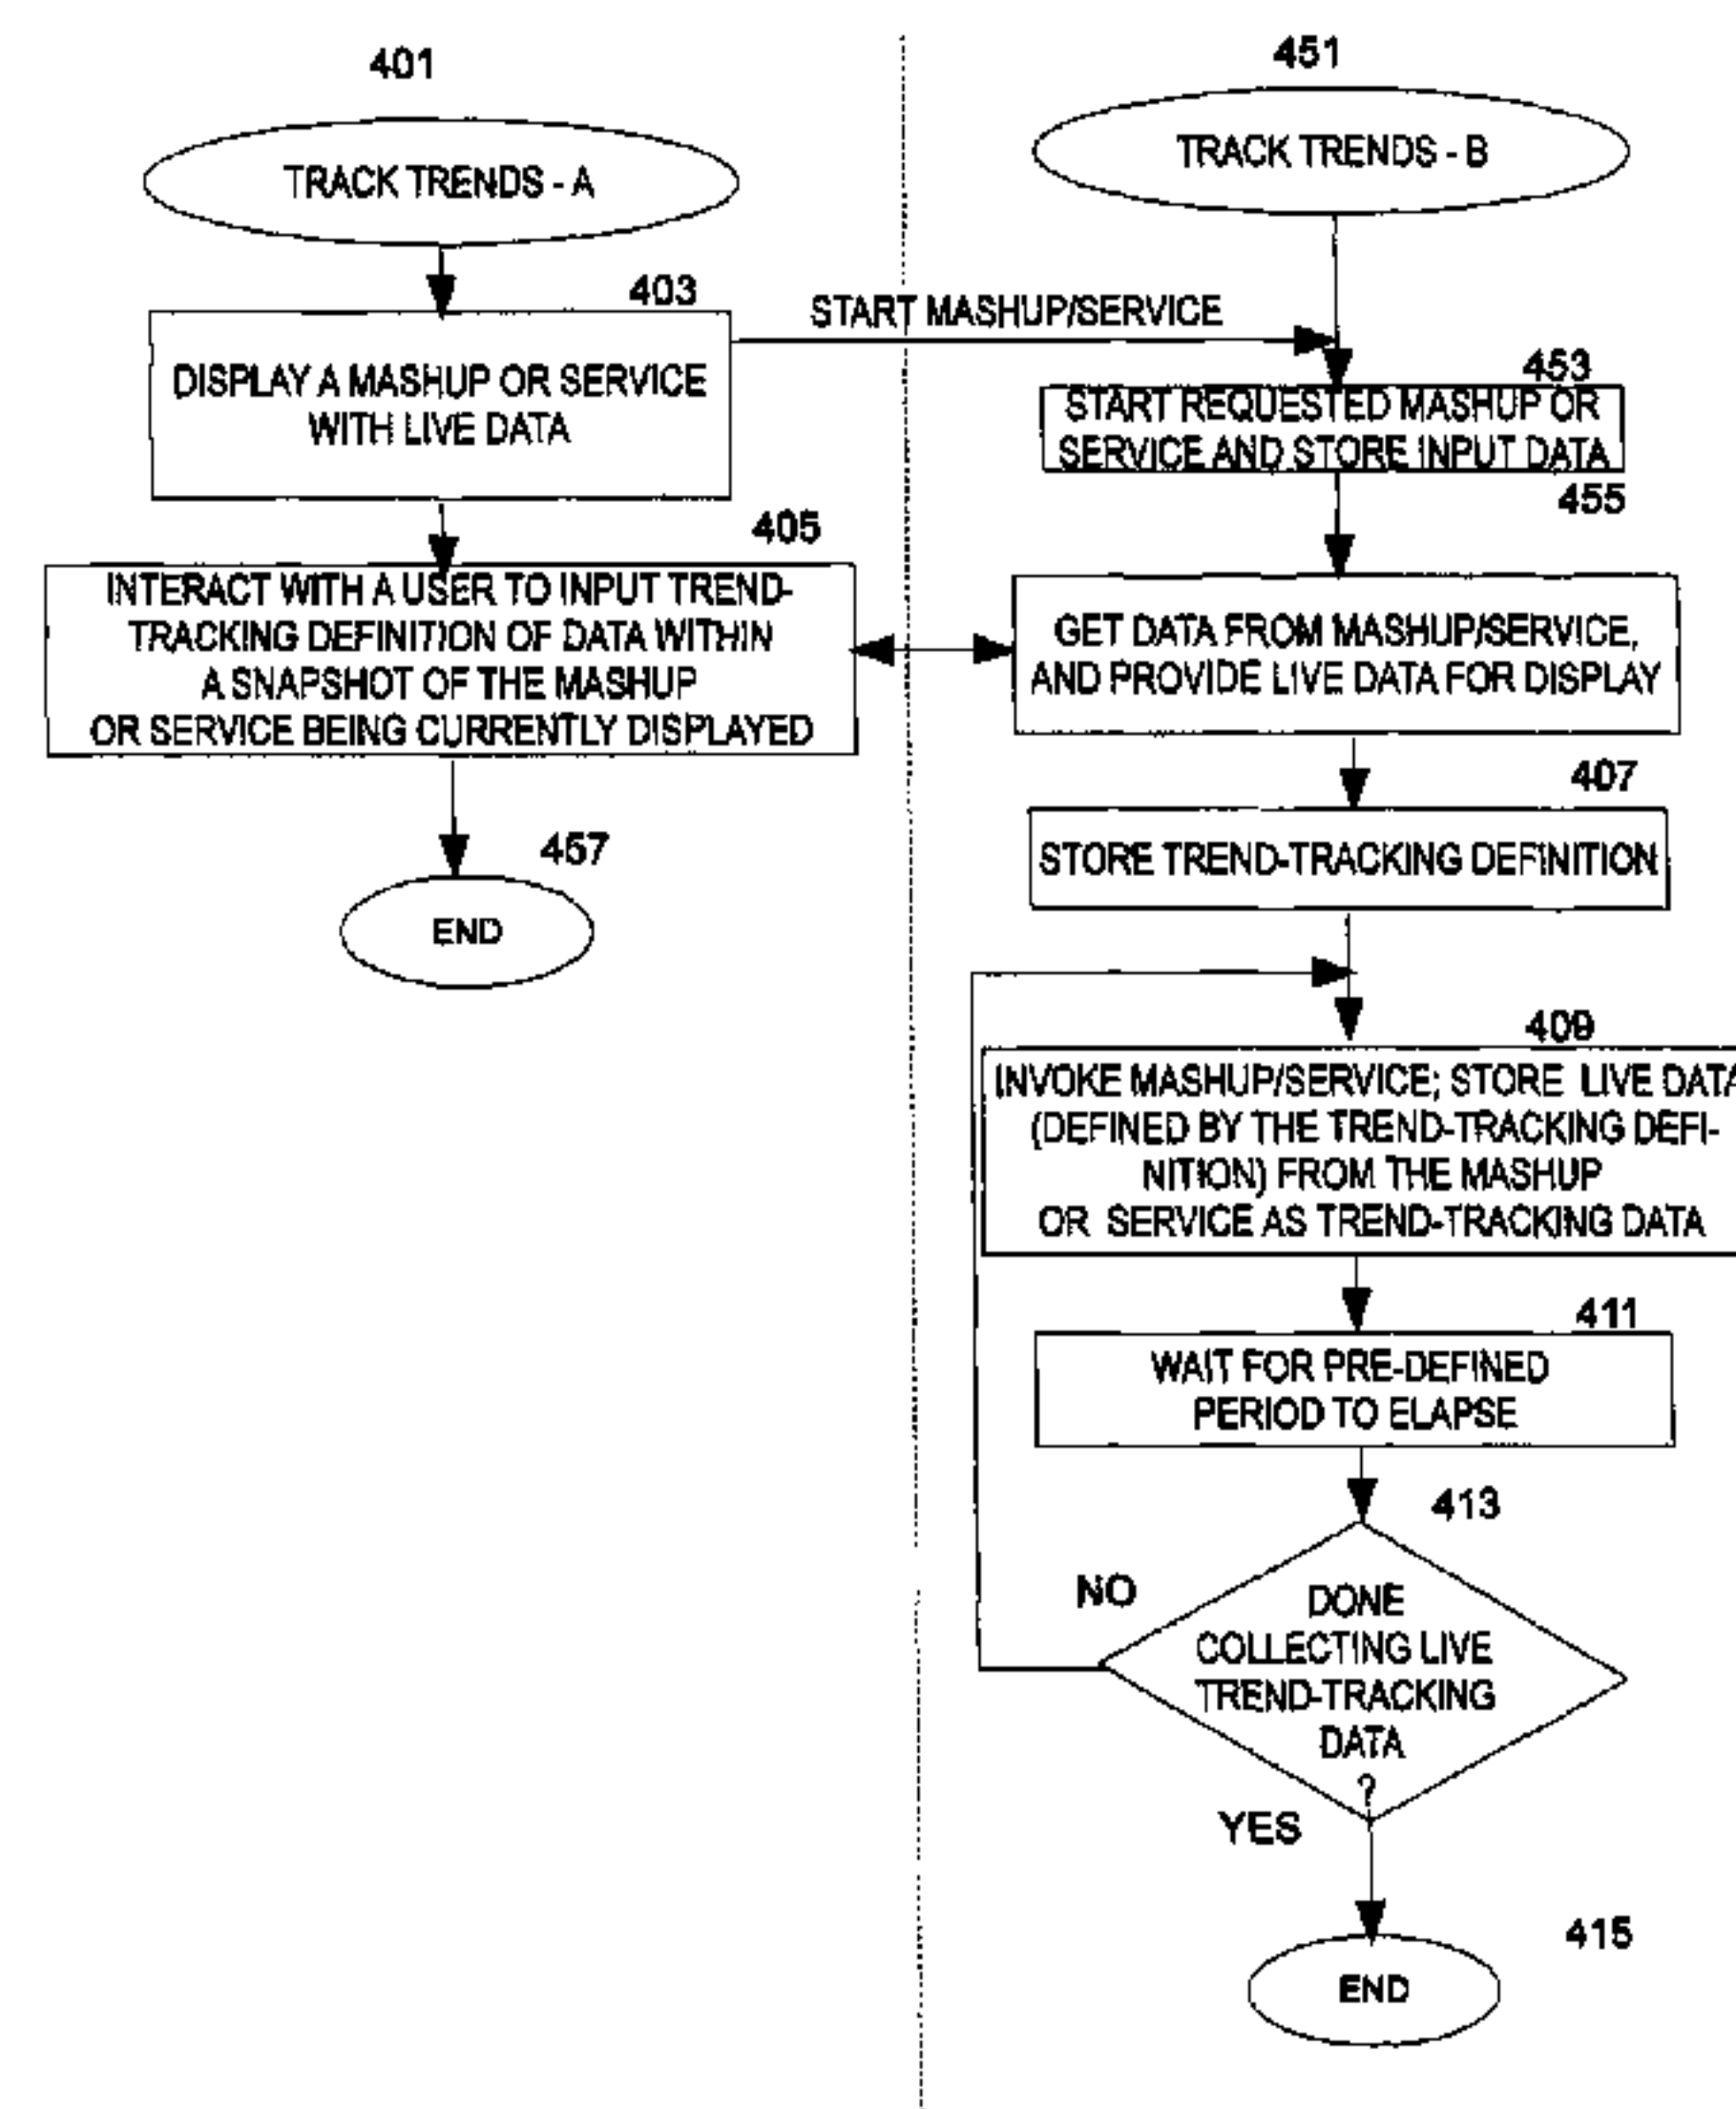 401
TRACK TRENDS - A
403
DISPLAY A MASHUP OR SERVICE
WITH LIVE DATA
405
INTERACT WITH A USER TO INPUT TREND-
TRACKING DEFINITION OF DATA WITHIN
A SNAPSHOT OF THE MASHUP
OR SERVICE BEING CURRENTLY DISPLAYED
457
END
START MASHUP/SERVICE
451
TRACK TRENDS - B
453
START REQUESTED MASHUP OR
SERVICE AND STORE INPUT DATA
455
GET DATA FROM MASHUP/SERVICE,
AND PROVIDE LIVE DATA FOR DISPLAY
407
STORE TREND-TRACKING DEFINITION
409
INVOKE MASHUP/SERVICE; STORE LIVE DATA
(DEFINED BY THE TREND-TRACKING DEFI-
NITION) FROM THE MASHUP
OR SERVICE AS TREND-TRACKING DATA
411
WAIT FOR PRE-DEFINED
PERIOD TO ELAPSE
413
NO
DONE
COLLECTING LIVE
TREND-TRACKING
DATA
?
YES
415
END